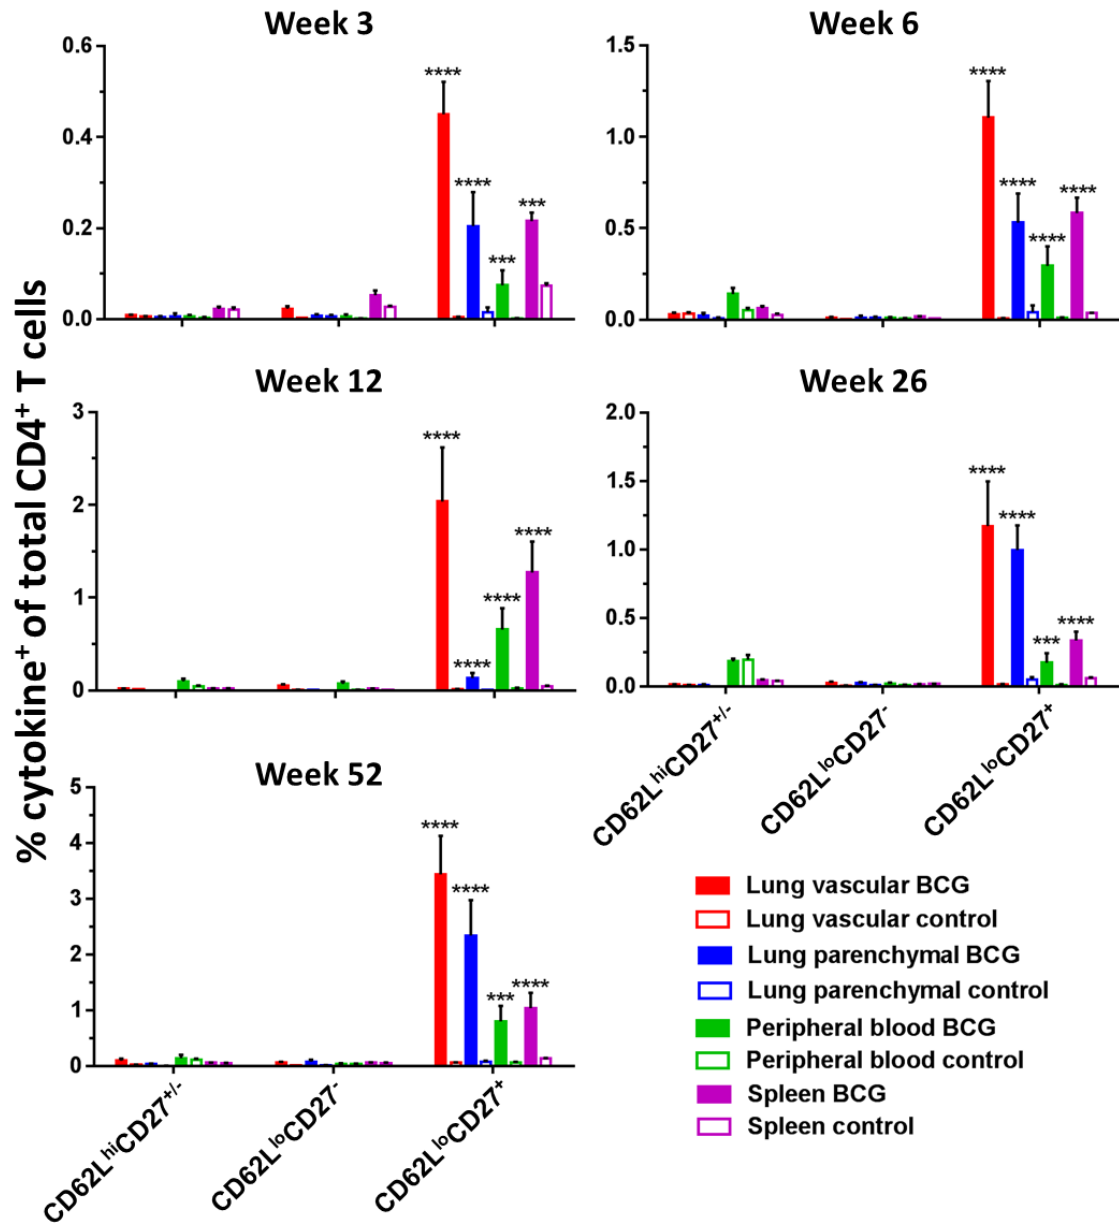 Week 3
Week 6
0.6
0.4
0.2
0.0
**** **** *** ***
1.5
1.0
0.5
0.0
**** **** **** ****
% cytokine⁺ of total CD4⁺ T cells
Week 12
Week 26
3
2
1
0
**** **** **** ****
2.0
1.5
1.0
0.5
0.0
**** **** *** ****
CD62LʰⁱCD27⁺/⁻
CD62LˡᵒCD27⁻
CD62LˡᵒCD27⁺
Week 52
5
4
3
2
1
0
**** **** *** ****
CD62LʰⁱCD27⁺/⁻
CD62LˡᵒCD27⁻
CD62LˡᵒCD27⁺
Lung vascular BCG
Lung vascular control
Lung parenchymal BCG
Lung parenchymal control
Peripheral blood BCG
Peripheral blood control
Spleen BCG
Spleen control